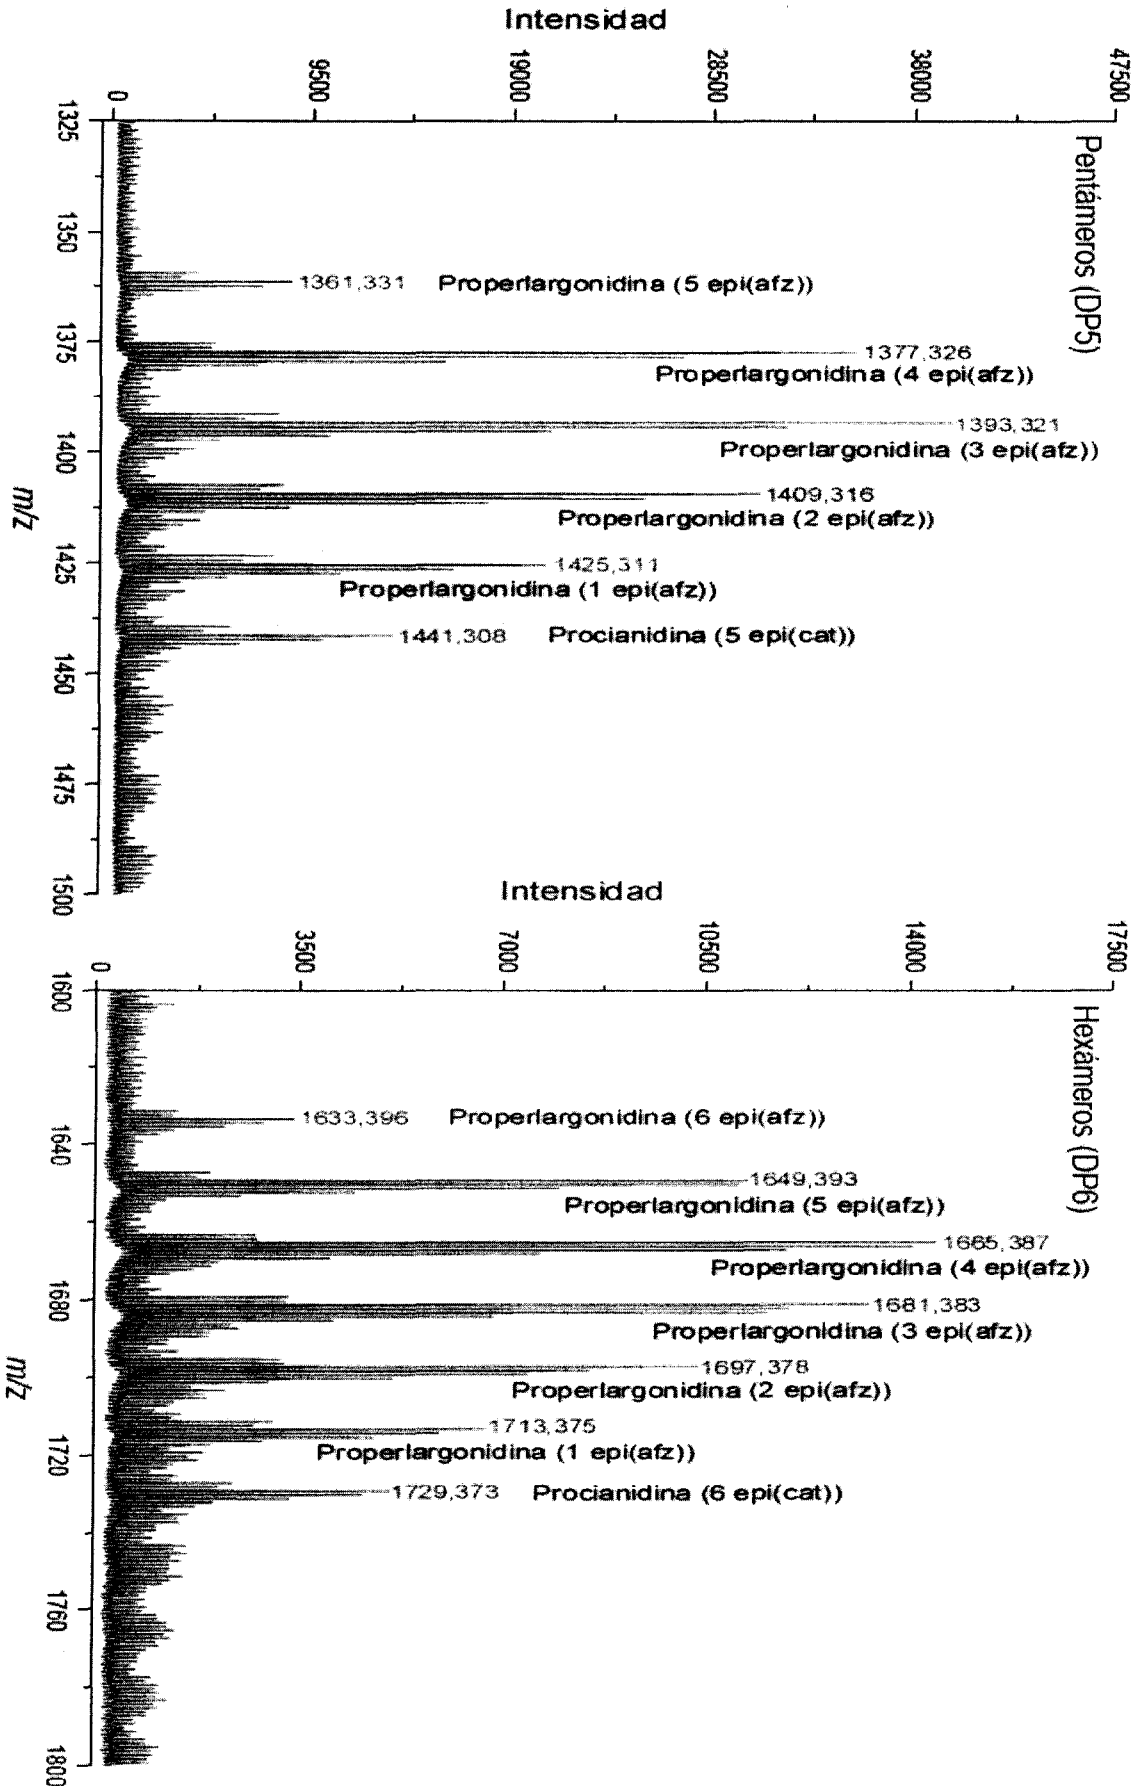 Pentámeros (DP5)
Intensidad
47500
38000
28500
19000
9500
0
1361,331 Properlargonidina (5 epi(afz))
1377,326
Properlargonidina (4 epi(afz))
1393,321
Properlargonidina (3 epi(afz))
1409,316
Properlargonidina (2 epi(afz))
1425,311
Properlargonidina (1 epi(afz))
1441,308 Procianidina (5 epi(cat))
1325
1350
1375
1400
1425
1450
1475
1500
m/z
Hexámeros (DP6)
Intensidad
17500
14000
10500
7000
3500
0
1633,396 Properlargonidina (6 epi(afz))
1649,393
Properlargonidina (5 epi(afz))
1665,387
Properlargonidina (4 epi(afz))
1681,383
Properlargonidina (3 epi(afz))
1697,378
Properlargonidina (2 epi(afz))
1713,375
Properlargonidina (1 epi(afz))
1729,373 Procianidina (6 epi(cat))
1600
1640
1680
1720
1760
1800
m/z